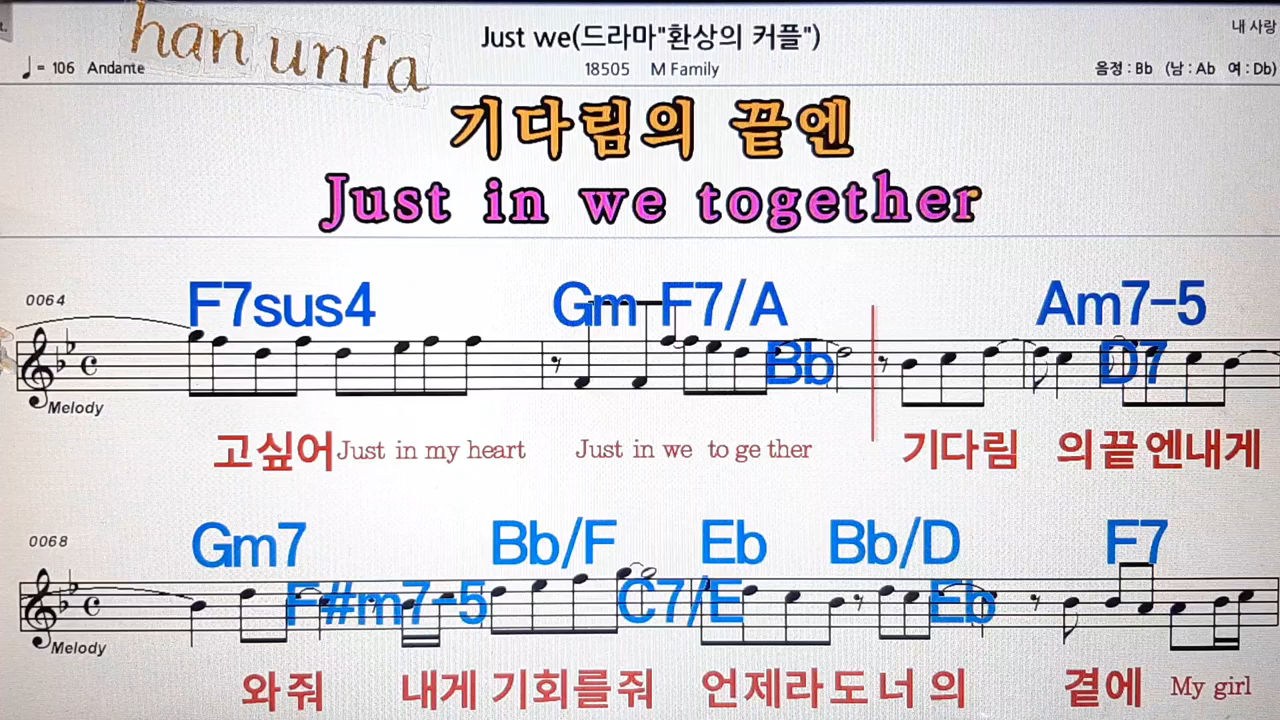 han unfa
Just we(드라마"환상의 커플")
내 사랑
♩= 106 Andante
18505 M Family
음정 : Bb (남 : Ab 여 : Db)
기다림의 끝엔
Just in we together
0064
F7sus4 Gm F7/A Bb Am7-5 D7
Melody
고싶어 Just in my heart Just in we to ge ther 기다림 의끝엔내게
0068
Gm7 F#m7-5 Bb/F C7/E Eb Bb/D Eb F7
Melody
와줘 내게 기회를줘 언제라도너의 곁에 My girl